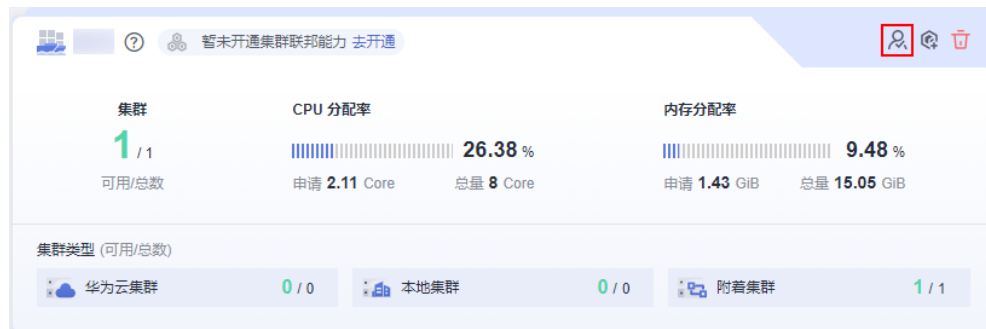 ? 暂未开通集群联邦能力 去开通
集群 CPU 分配率 内存分配率
1 / 1 26.38 % 9.48 %
可用/总数 申请 2.11 Core 总量 8 Core 申请 1.43 GiB 总量 15.05 GiB
集群类型 (可用/总数)
华为云集群 0 / 0 本地集群 0 / 0 附着集群 1 / 1